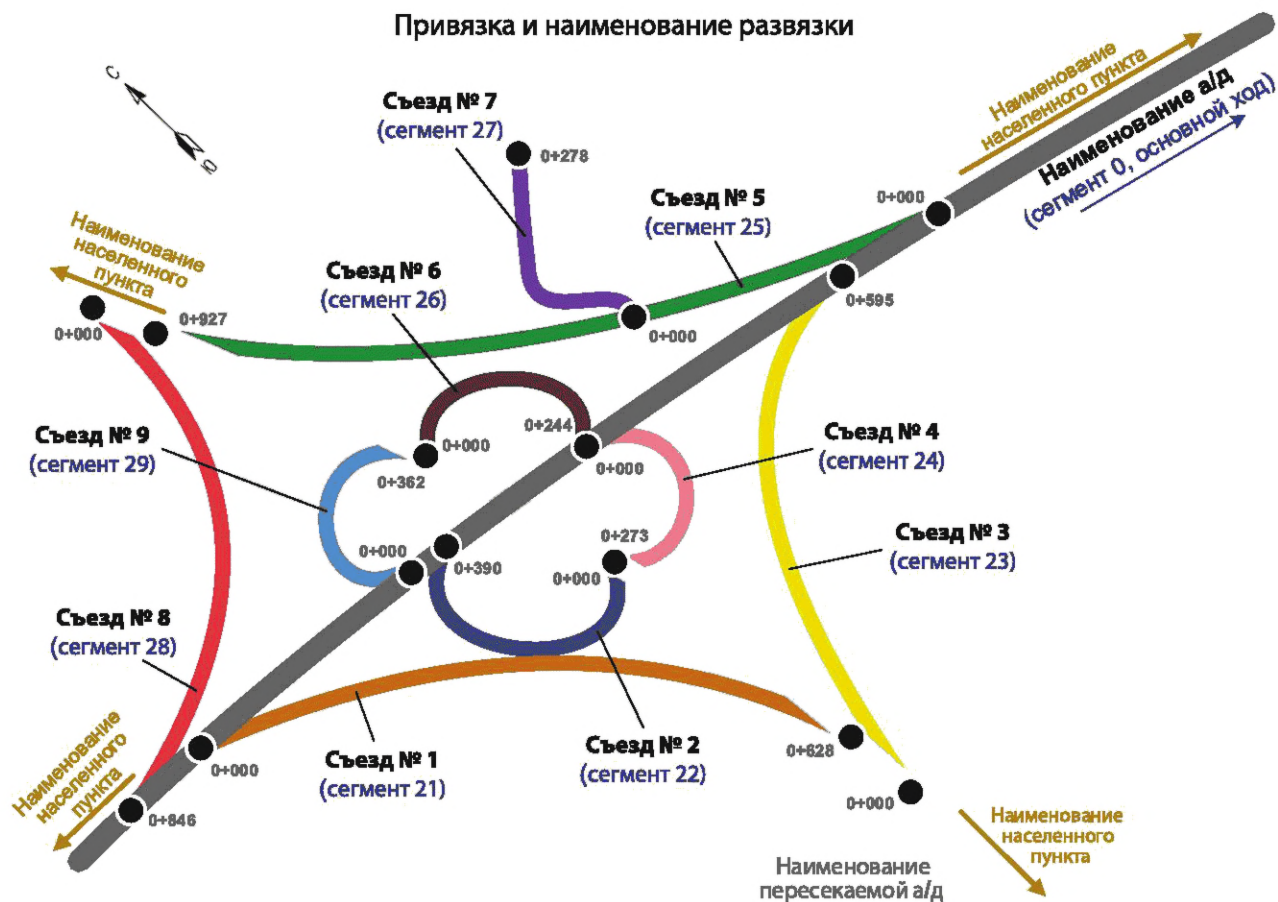 Привязка и наименование развязки
С
Ю
Съезд № 7
(сегмент 27)
0+278
Наименование
населенного пункта
Наименование а/д
(сегмент 0, основной ход)
0+000
Съезд № 5
(сегмент 25)
Наименование
населенного
пункта
Съезд № 6
(сегмент 26)
0+595
0+000
0+927
0+000
Съезд № 9
(сегмент 29)
0+244
0+000
0+000
0+362
Съезд № 4
(сегмент 24)
0+273
0+000
0+000
0+390
Съезд № 3
(сегмент 23)
Съезд № 8
(сегмент 28)
Съезд № 1
(сегмент 21)
Съезд № 2
(сегмент 22)
0+628
0+000
0+000
0+846
Наименование
населенного
пункта
Наименование
населенного
пункта
Наименование
пересекаемой а/д